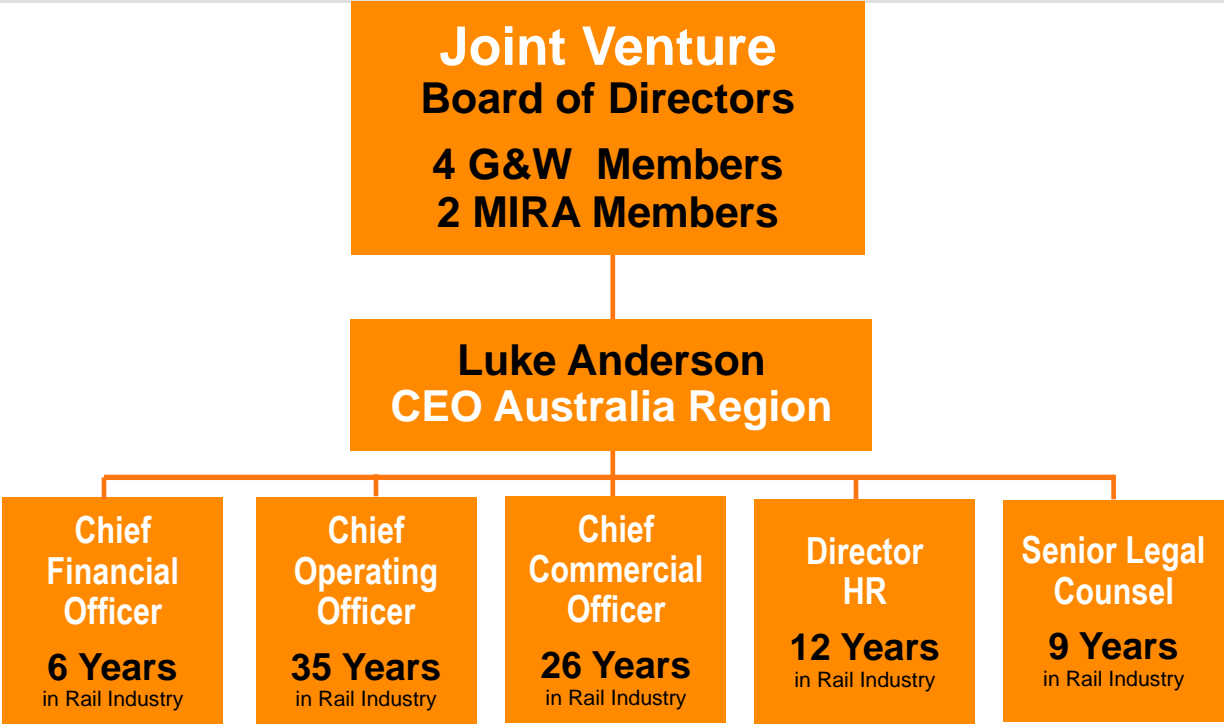 Joint Venture
Board of Directors
4 G&W Members
2 MIRA Members
Luke Anderson
CEO Australia Region
Chief
Financial
Officer
6 Years
in Rail Industry
Chief
Operating
Officer
35 Years
in Rail Industry
Chief
Commercial
Officer
26 Years
in Rail Industry
Director
HR
12 Years
in Rail Industry
Senior Legal
Counsel
9 Years
in Rail Industry